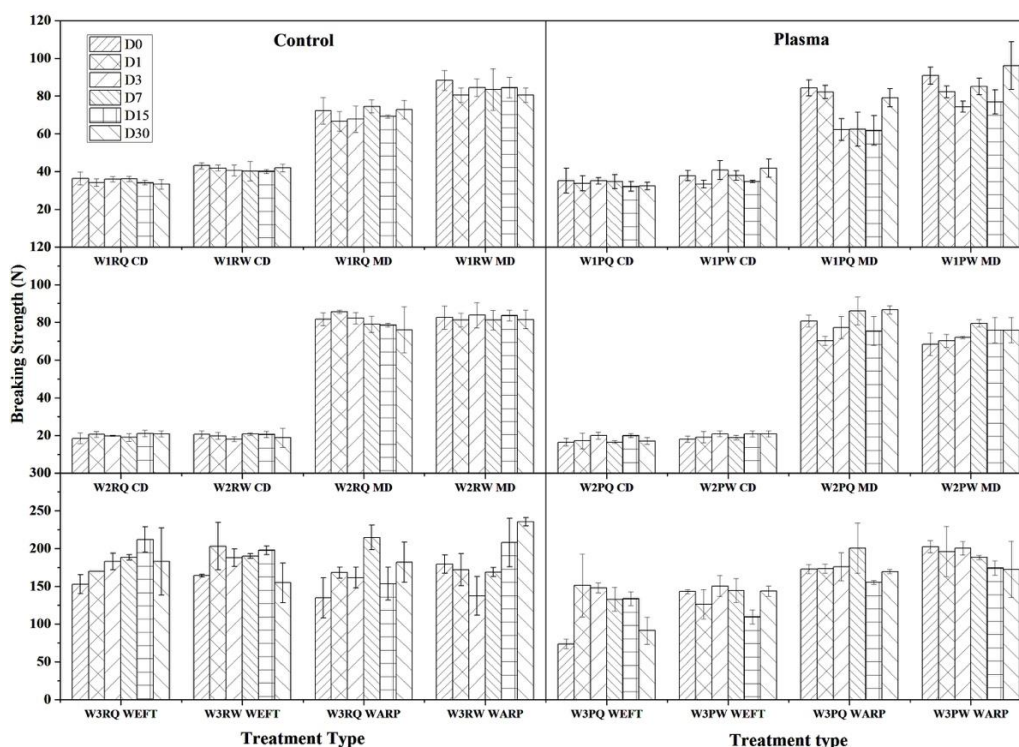 Control
Plasma
D0
D1
D3
D7
D15
D30
Breaking Strength (N)
120
100
80
60
40
20
120
W1RQ CD W1RW CD W1RQ MD W1RW MD W1PQ CD W1PW CD W1PQ MD W1PW MD
100
80
60
40
20
300
W2RQ CD W2RW CD W2RQ MD W2RW MD W2PQ CD W2PW CD W2PQ MD W2PW MD
250
200
150
100
50
0
W3RQ WEFT W3RW WEFT W3RQ WARP W3RW WARP W3PQ WEFT W3PW WEFT W3PQ WARP W3PW WARP
Treatment Type
Treatment type